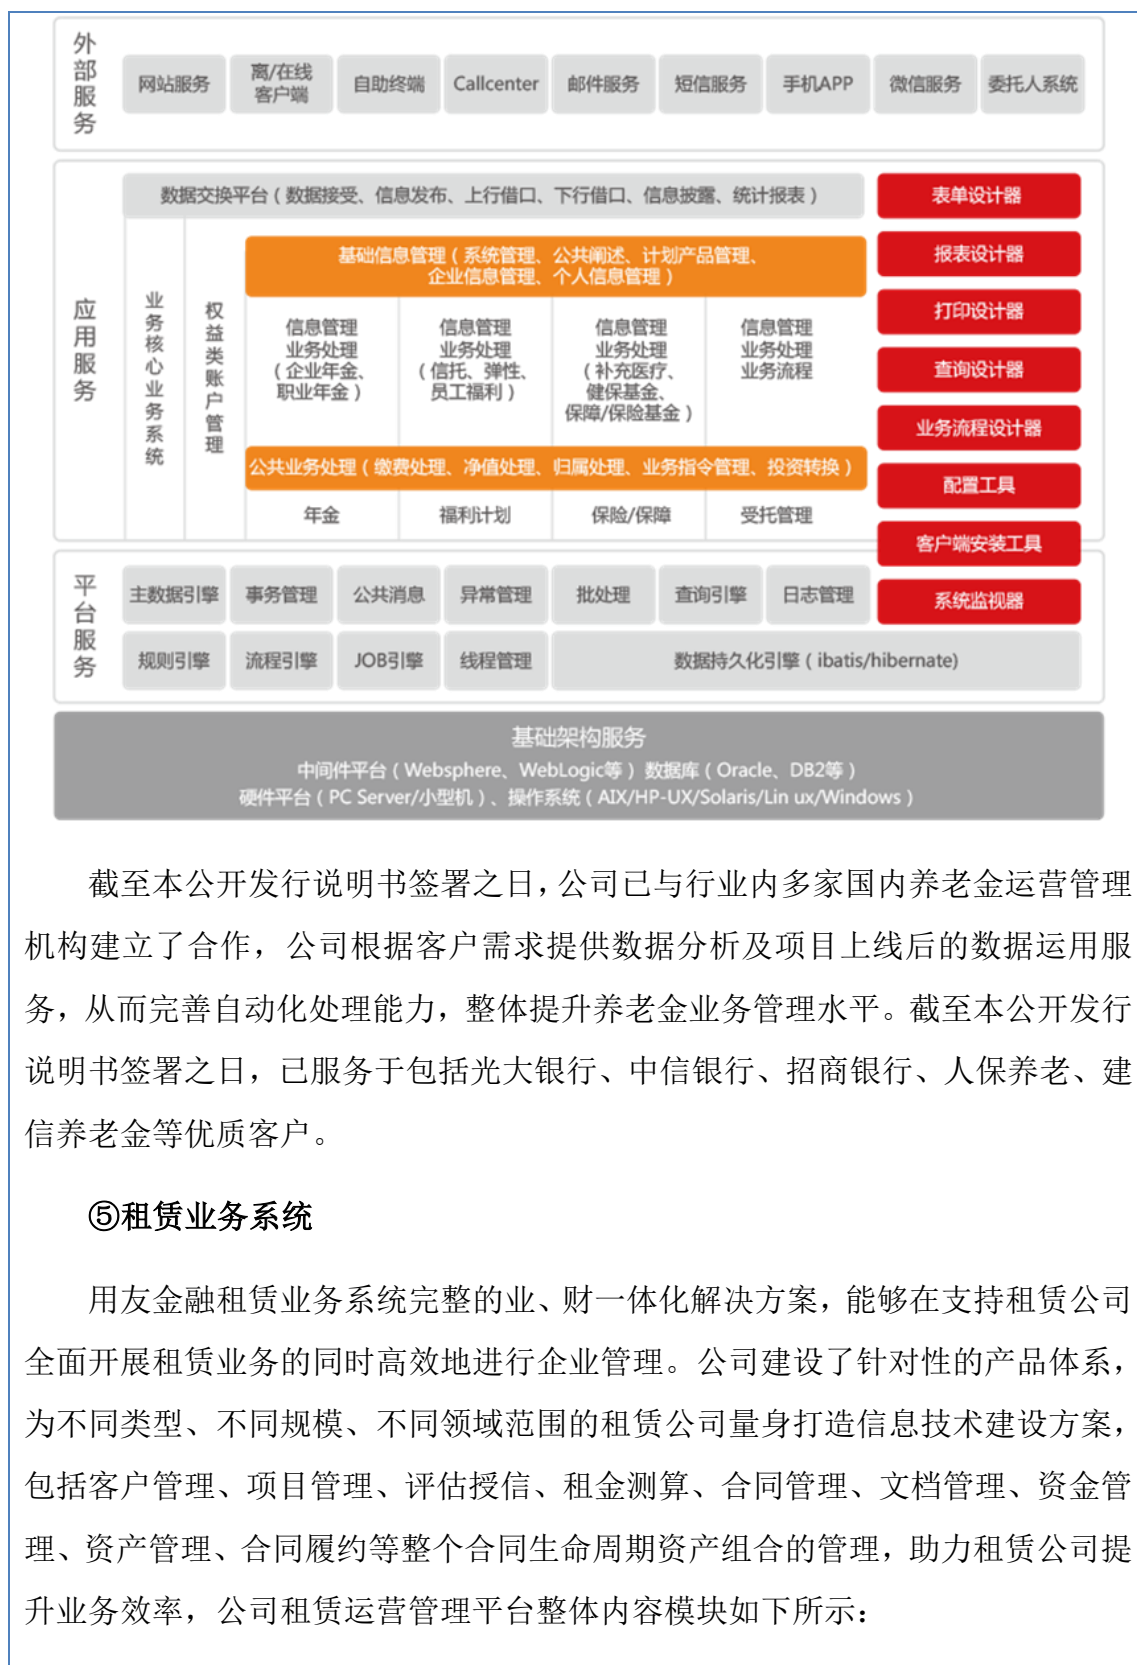 外部服务
网站服务
离/在线
客户端
自助终端
Callcenter
邮件服务
短信服务
手机APP
微信服务
委托人系统
应用服务
数据交换平台（数据接受、信息发布、上行借口、下行借口、信息披露、统计报表）
业务核心业务系统
权益类账户管理
基础信息管理（系统管理、公共阐述、计划产品管理、
企业信息管理、个人信息管理）
信息管理
业务处理
（企业年金、
职业年金）
信息管理
业务处理
（信托、弹性、
员工福利）
信息管理
业务处理
（补充医疗、
健保基金、
保障/保险基金）
信息管理
业务处理
业务流程
公共业务处理（缴费处理、净值处理、归属处理、业务指令管理、投资转换）
年金
福利计划
保险/保障
受托管理
表单设计器
报表设计器
打印设计器
查询设计器
业务流程设计器
配置工具
客户端安装工具
系统监视器
平台服务
主数据引擎
事务管理
公共消息
异常管理
批处理
查询引擎
日志管理
规则引擎
流程引擎
JOB引擎
线程管理
数据持久化引擎（ibatis/hibernate)
基础架构服务
中间件平台（Websphere、WebLogic等）数据库（Oracle、DB2等）
硬件平台（PC Server/小型机）、操作系统（AIX/HP-UX/Solaris/Lin ux/Windows）
截至本公开发行说明书签署之日，公司已与行业内多家国内养老金运营管理
机构建立了合作，公司根据客户需求提供数据分析及项目上线后的数据运用服
务，从而完善自动化处理能力，整体提升养老金业务管理水平。截至本公开发行
说明书签署之日，已服务于包括光大银行、中信银行、招商银行、人保养老、建
信养老金等优质客户。
⑤租赁业务系统
用友金融租赁业务系统完整的业、财一体化解决方案，能够在支持租赁公司
全面开展租赁业务的同时高效地进行企业管理。公司建设了针对性的产品体系，
为不同类型、不同规模、不同领域范围的租赁公司量身打造信息技术建设方案，
包括客户管理、项目管理、评估授信、租金测算、合同管理、文档管理、资金管
理、资产管理、合同履约等整个合同生命周期资产组合的管理，助力租赁公司提
升业务效率，公司租赁运营管理平台整体内容模块如下所示：